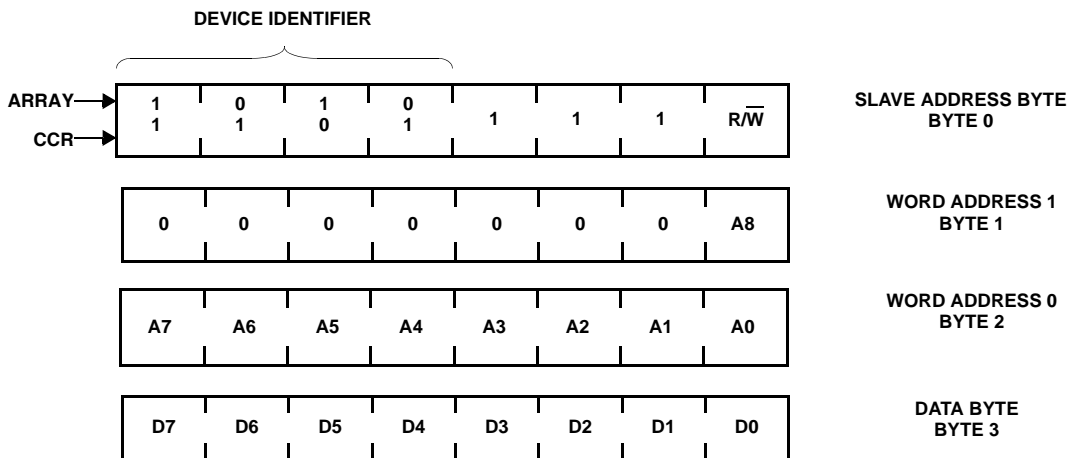 DEVICE IDENTIFIER
ARRAY
CCR
1 0 1 0
1 1 0 1
1 1 1 R/W̅
SLAVE ADDRESS BYTE
BYTE 0
0 0 0 0 0 0 0 A8
WORD ADDRESS 1
BYTE 1
A7 A6 A5 A4 A3 A2 A1 A0
WORD ADDRESS 0
BYTE 2
D7 D6 D5 D4 D3 D2 D1 D0
DATA BYTE
BYTE 3